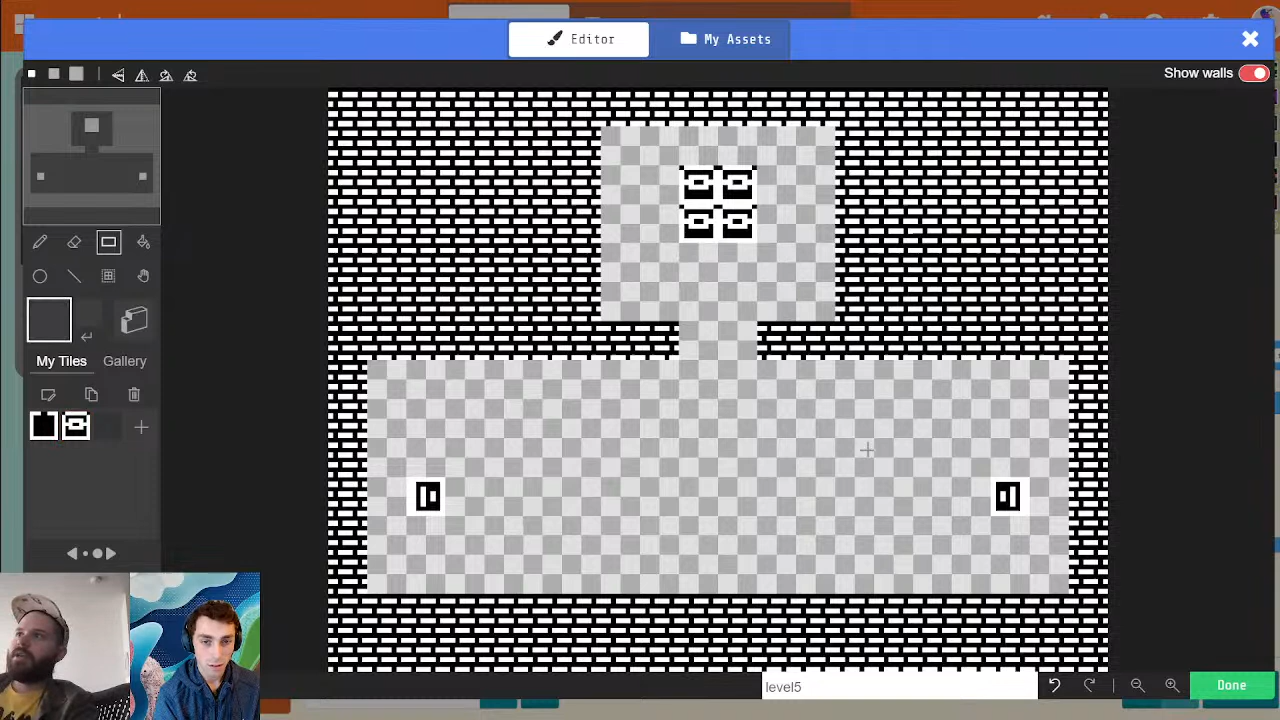 Editor
My Assets
Show walls
My Tiles
Gallery
level5
Done